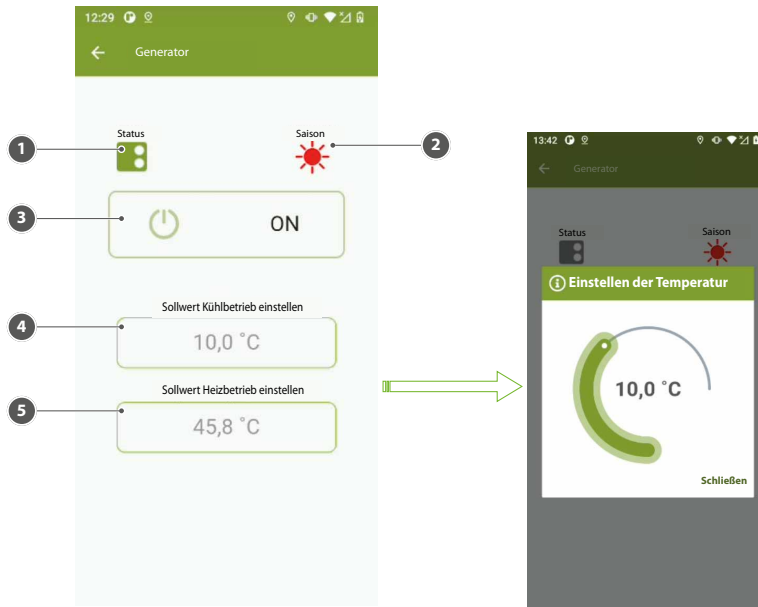 12:29
Generator
Status
Saison
1
2
3
ON
Sollwert Kühlbetrieb einstellen
4
10,0 °C
Sollwert Heizbetrieb einstellen
5
45,8 °C
13:42
Generator
Status
Saison
Einstellen der Temperatur
10,0 °C
Schließen